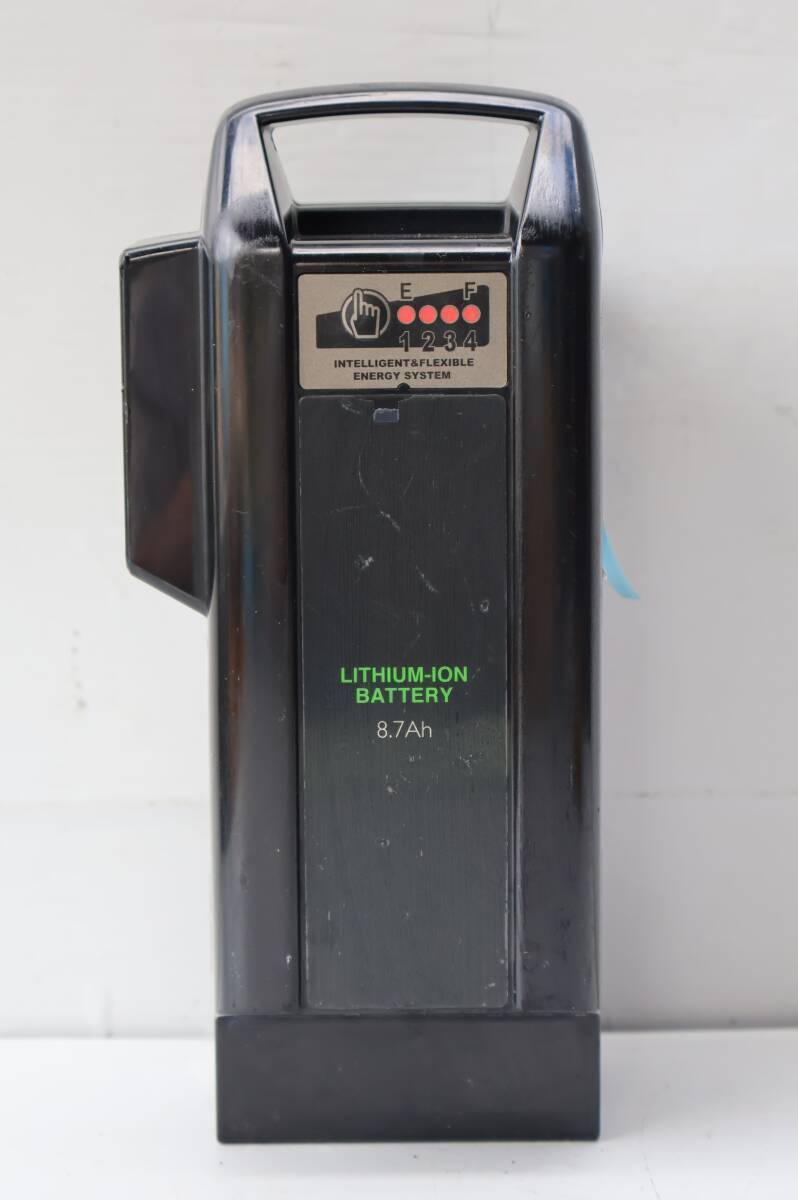 E F
1 2 3 4
INTELLIGENT&FLEXIBLE
ENERGY SYSTEM
LITHIUM-ION
BATTERY
8.7Ah